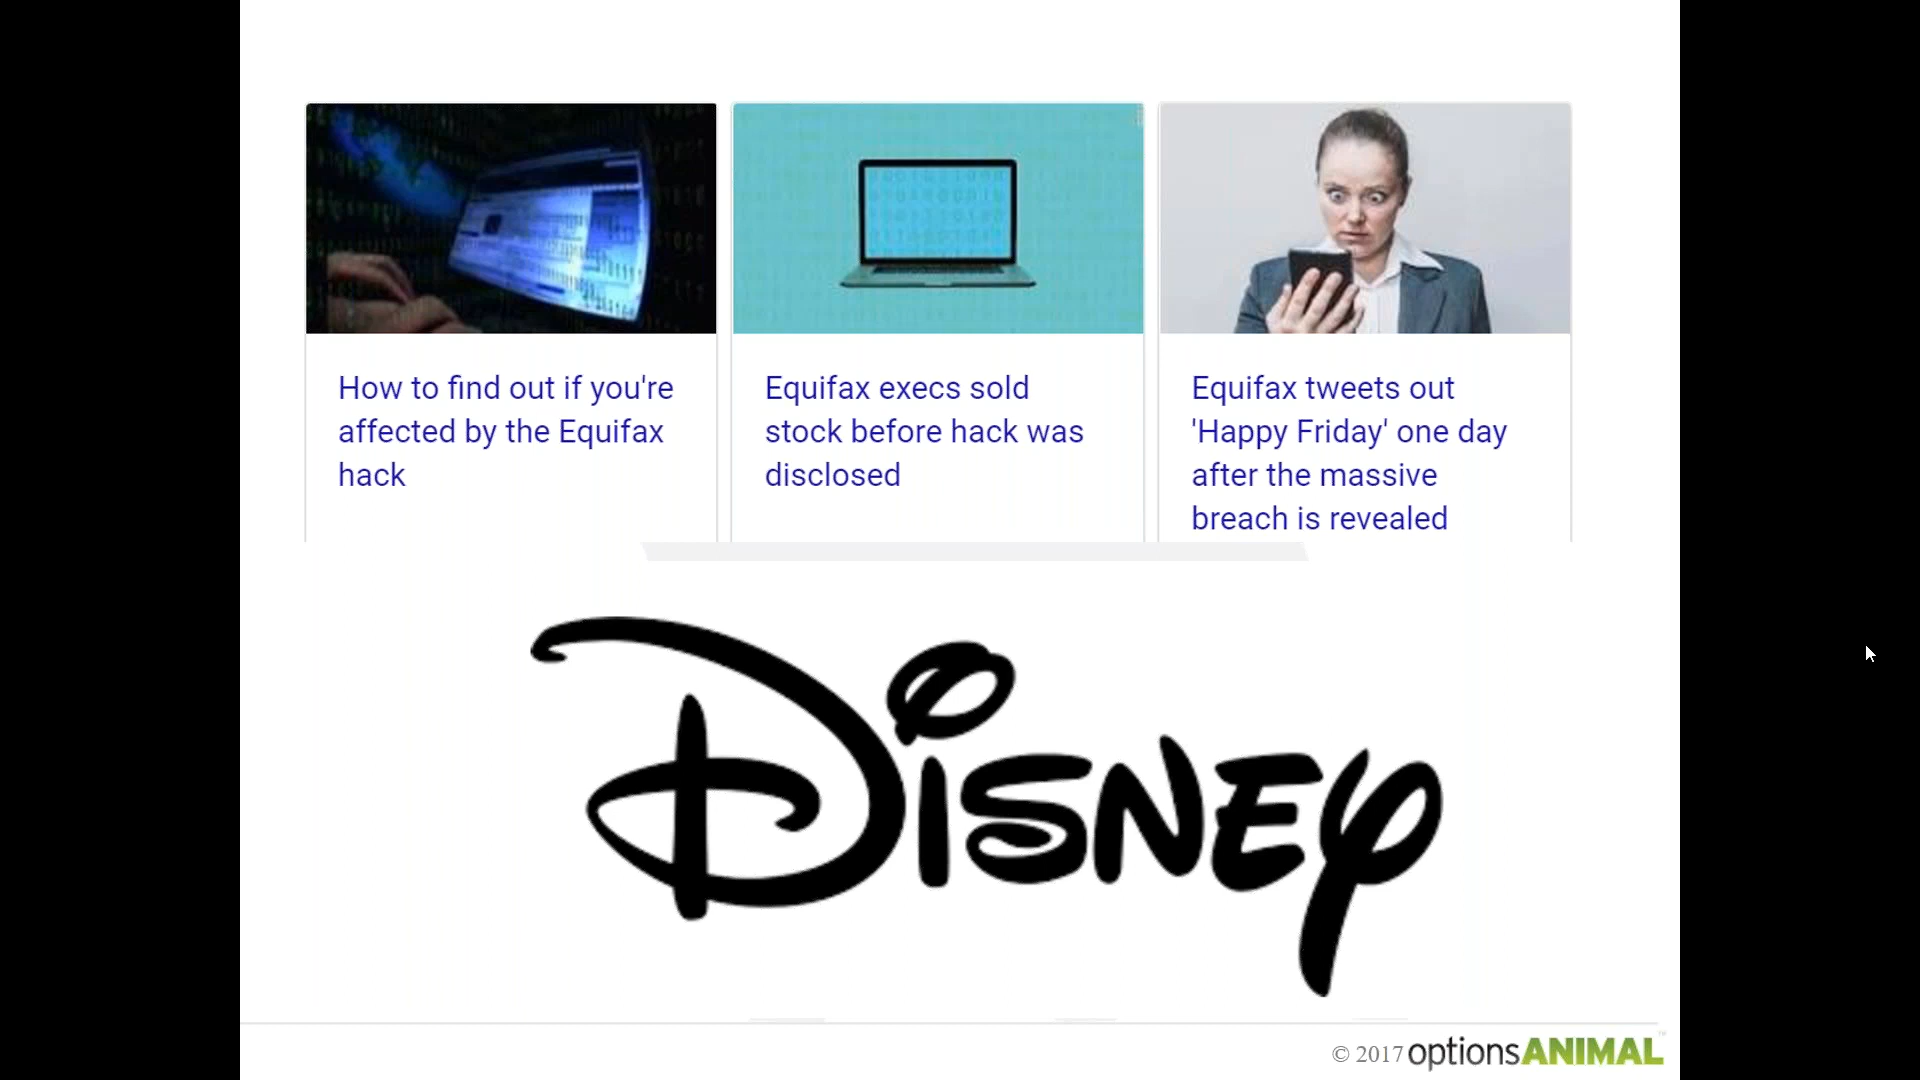 How to find out if you're
affected by the Equifax
hack
Equifax execs sold
stock before hack was
disclosed
Equifax tweets out
'Happy Friday' one day
after the massive
breach is revealed
Disney
© 2017 optionsANIMAL